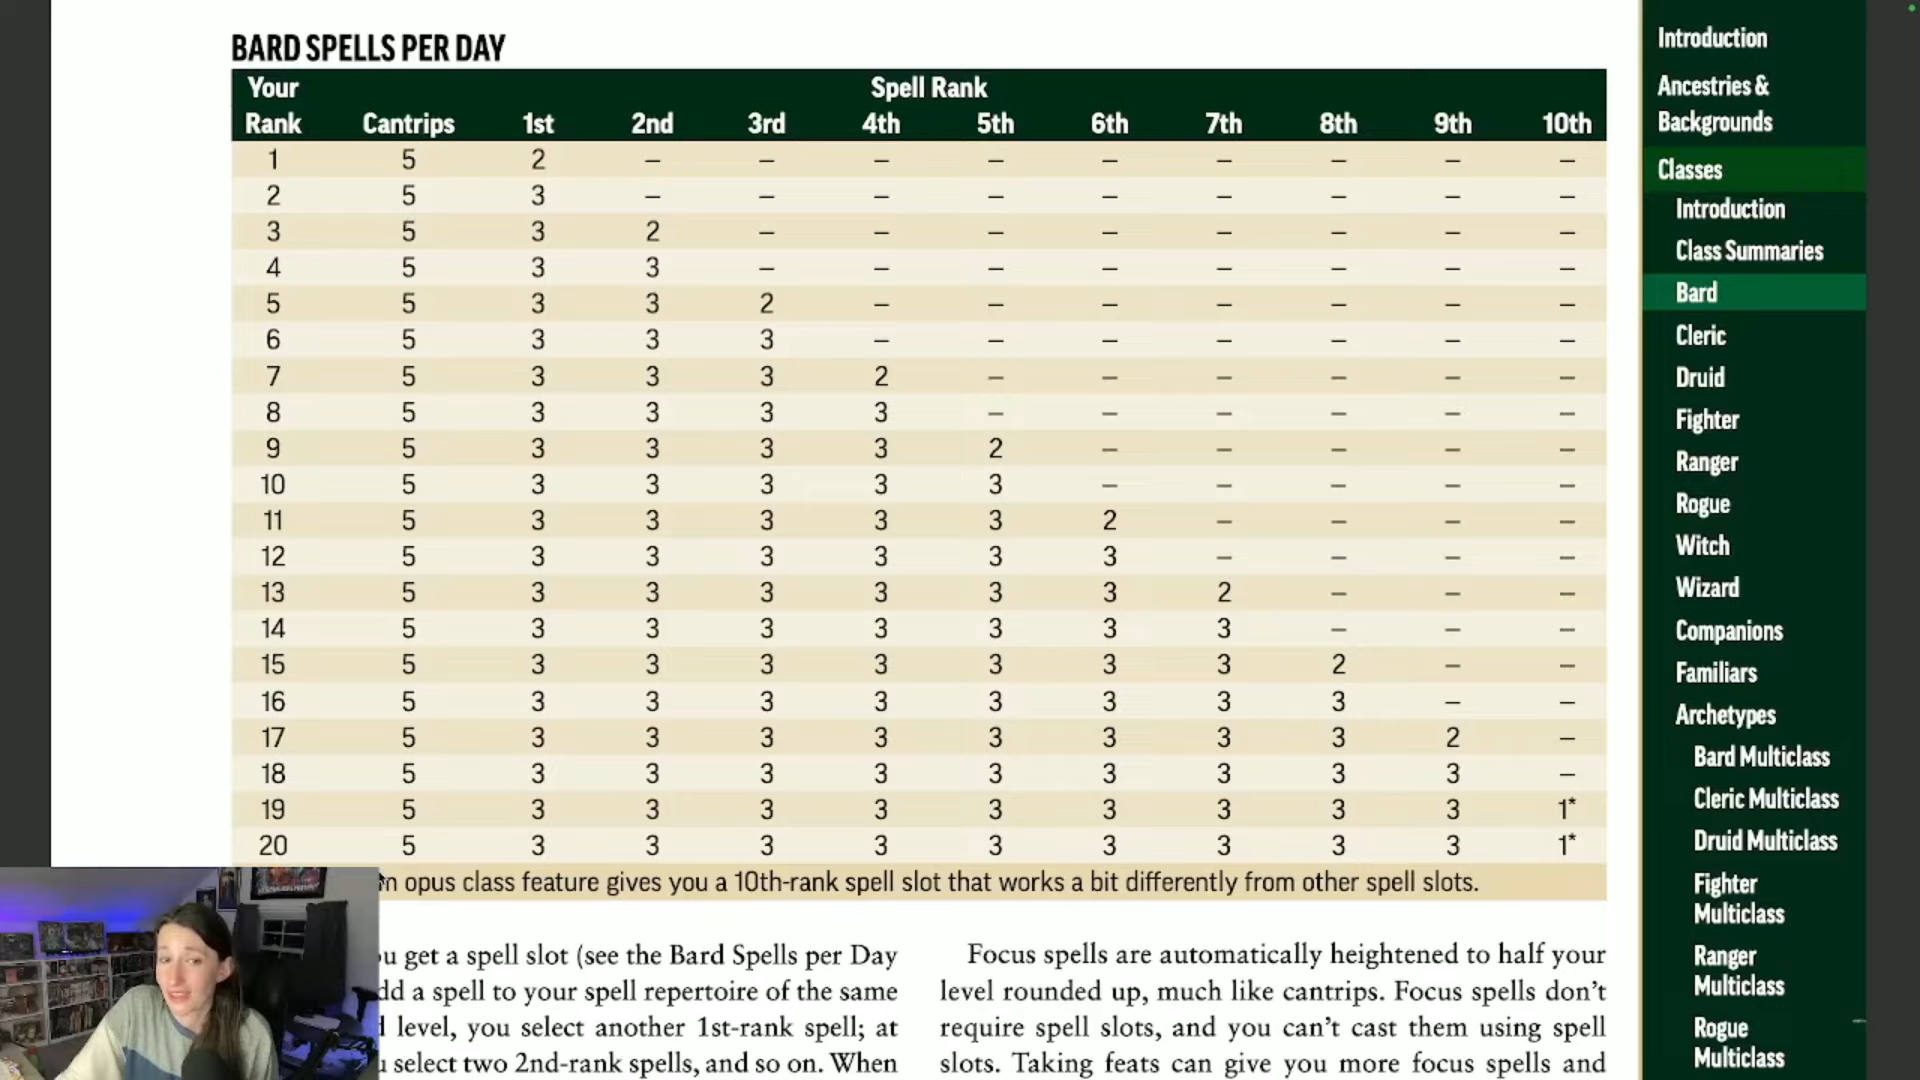 BARD SPELLS PER DAY
Your Spell Rank
Rank Cantrips 1st 2nd 3rd 4th 5th 6th 7th 8th 9th 10th
1 5 2 – – – – – – – – –
2 5 3 – – – – – – – – –
3 5 3 2 – – – – – – – –
4 5 3 3 – – – – – – – –
5 5 3 3 2 – – – – – – –
6 5 3 3 3 – – – – – – –
7 5 3 3 3 2 – – – – – –
8 5 3 3 3 3 – – – – – –
9 5 3 3 3 3 2 – – – – –
10 5 3 3 3 3 3 – – – – –
11 5 3 3 3 3 3 2 – – – –
12 5 3 3 3 3 3 3 – – – –
13 5 3 3 3 3 3 3 2 – – –
14 5 3 3 3 3 3 3 3 – – –
15 5 3 3 3 3 3 3 3 2 – –
16 5 3 3 3 3 3 3 3 3 – –
17 5 3 3 3 3 3 3 3 3 2 –
18 5 3 3 3 3 3 3 3 3 3 –
19 5 3 3 3 3 3 3 3 3 3 1*
20 5 3 3 3 3 3 3 3 3 3 1*
opus class feature gives you a 10th-rank spell slot that works a bit differently from other spell slots.
get a spell slot (see the Bard Spells per Day
a spell to your spell repertoire of the same
level, you select another 1st-rank spell; at
select two 2nd-rank spells, and so on. When
Focus spells are automatically heightened to half your
level rounded up, much like cantrips. Focus spells don't
require spell slots, and you can't cast them using spell
slots. Taking feats can give you more focus spells and
Introduction
Ancestries &
Backgrounds
Classes
Introduction
Class Summaries
Bard
Cleric
Druid
Fighter
Ranger
Rogue
Witch
Wizard
Companions
Familiars
Archetypes
Bard Multiclass
Cleric Multiclass
Druid Multiclass
Fighter
Multiclass
Ranger
Multiclass
Rogue
Multiclass